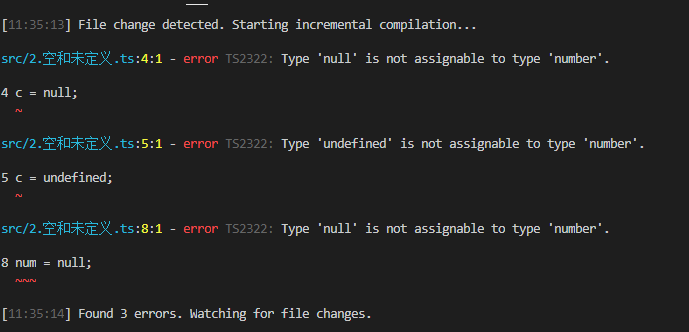 [11:35:13] File change detected. Starting incremental compilation...
src/2.空和未定义.ts:4:1 - error TS2322: Type 'null' is not assignable to type 'number'.
4 c = null;
~
src/2.空和未定义.ts:5:1 - error TS2322: Type 'undefined' is not assignable to type 'number'.
5 c = undefined;
~
src/2.空和未定义.ts:8:1 - error TS2322: Type 'null' is not assignable to type 'number'.
8 num = null;
~~~
[11:35:14] Found 3 errors. Watching for file changes.